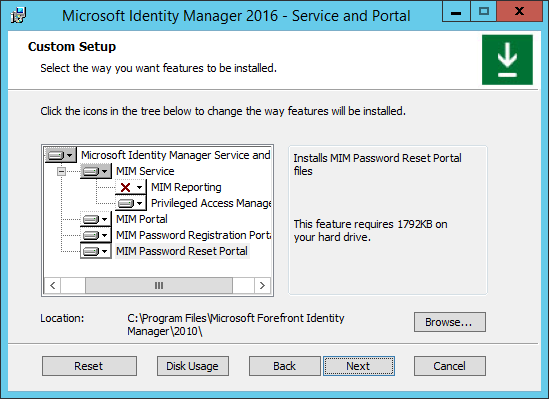 Microsoft Identity Manager 2016 - Service and Portal
Custom Setup
Select the way you want features to be installed.
Click the icons in the tree below to change the way features will be installed.
Microsoft Identity Manager Service and
MIM Service
MIM Reporting
Privileged Access Manage
MIM Portal
MIM Password Registration Porta
MIM Password Reset Portal
Installs MIM Password Reset Portal
files
This feature requires 1792KB on
your hard drive.
Location:
C:\Program Files\Microsoft Forefront Identity
Manager\2010\
Browse...
Reset
Disk Usage
Back
Next
Cancel